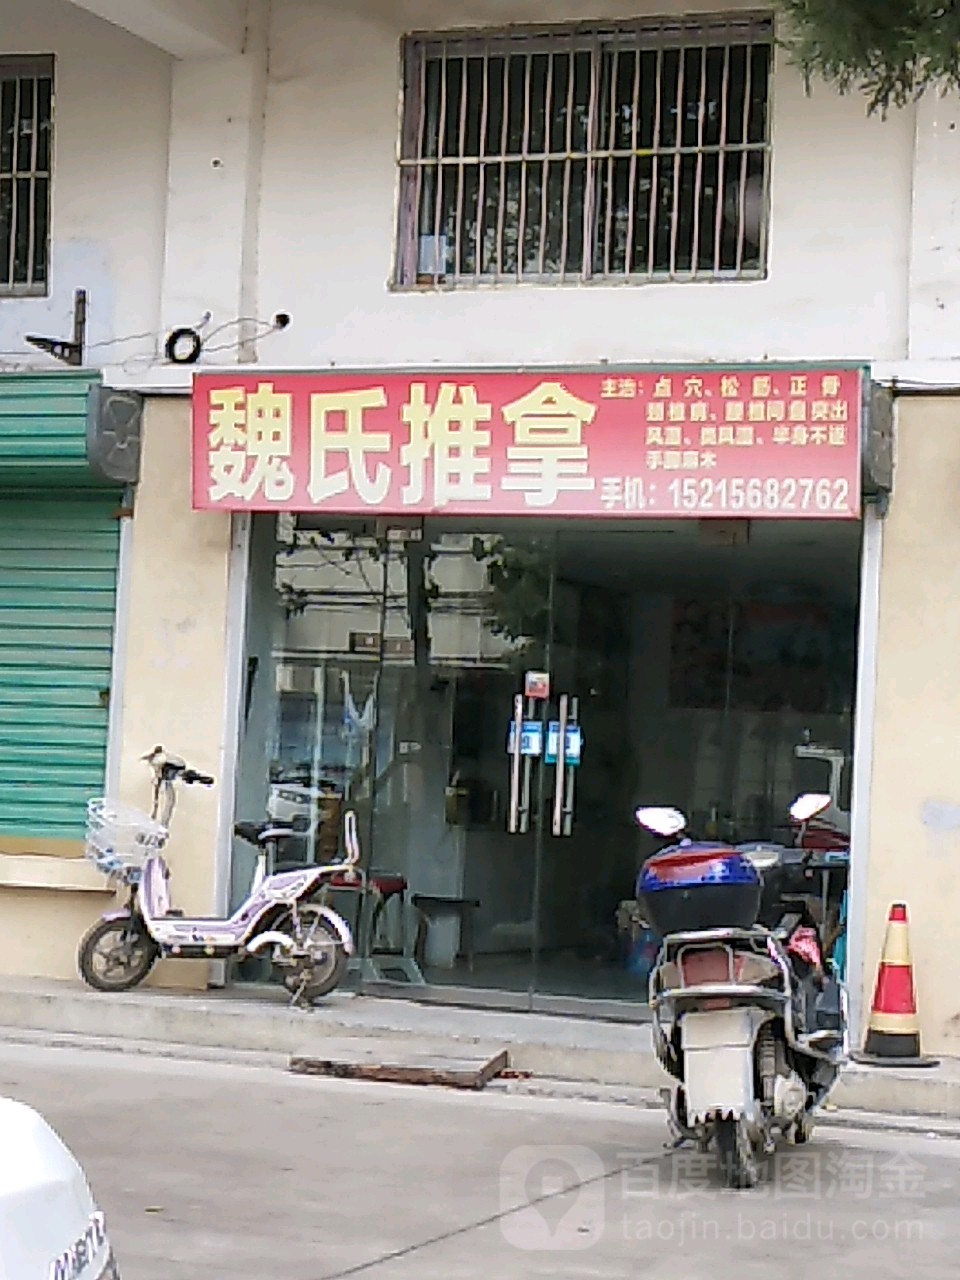 魏氏推拿
主治：点穴、松筋、正骨
颈椎病、腰椎间盘突出
风湿、类风湿、半身不遂
手脚麻木
手机：15215682762
百度地图淘金
taojin.baidu.com